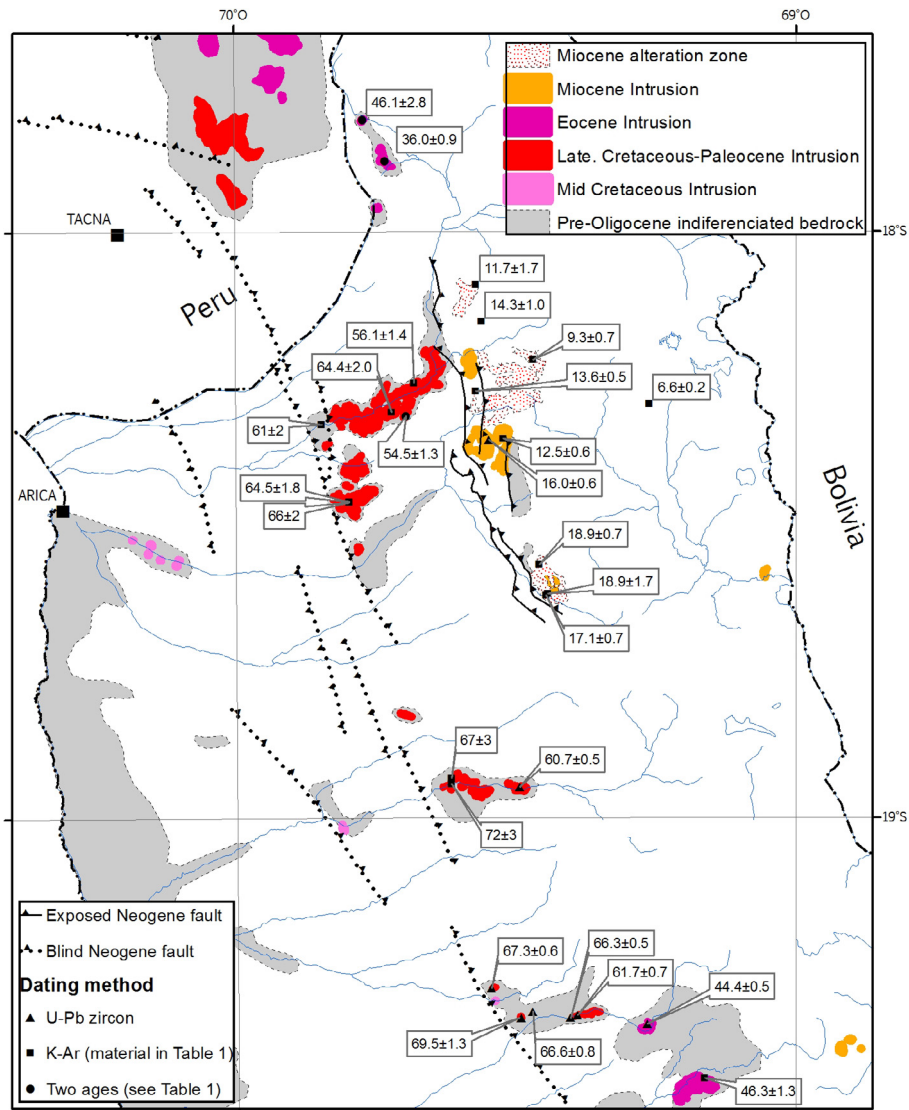 70°O
69°O
Miocene alteration zone
Miocene Intrusion
Eocene Intrusion
Late. Cretaceous-Paleocene Intrusion
Mid Cretaceous Intrusion
Pre-Oligocene indiferenciated bedrock
46.1±2.8
36.0±0.9
TACNA
18°S
Peru
11.7±1.7
14.3±1.0
56.1±1.4
9.3±0.7
64.4±2.0
13.6±0.5
6.6±0.2
61±2
54.5±1.3
12.5±0.6
16.0±0.6
Bolivia
64.5±1.8
ARICA
66±2
18.9±0.7
18.9±1.7
17.1±0.7
67±3
60.7±0.5
19°S
72±3
Exposed Neogene fault
Blind Neogene fault
Dating method
U-Pb zircon
K-Ar (material in Table 1)
Two ages (see Table 1)
67.3±0.6
66.3±0.5
61.7±0.7
44.4±0.5
69.5±1.3
66.6±0.8
46.3±1.3